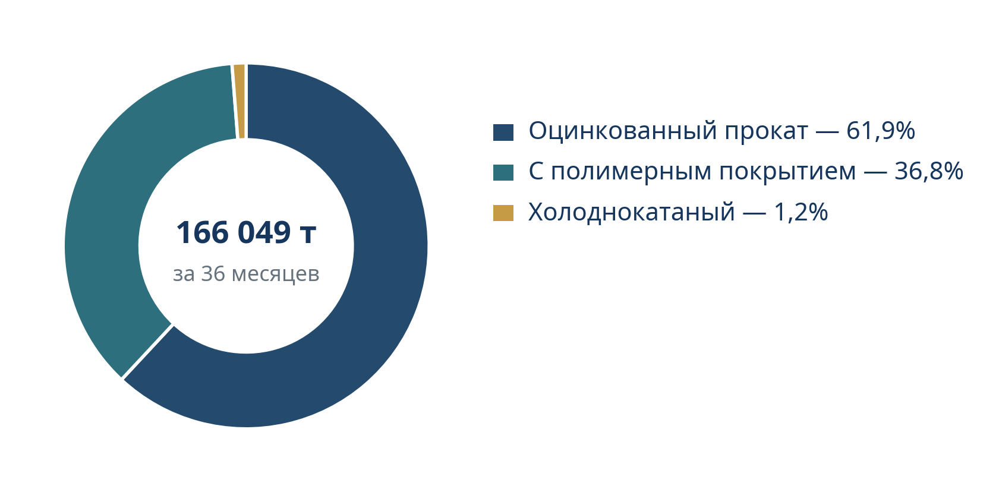 166 049 т
за 36 месяцев
Оцинкованный прокат — 61,9%
С полимерным покрытием — 36,8%
Холоднокатаный — 1,2%